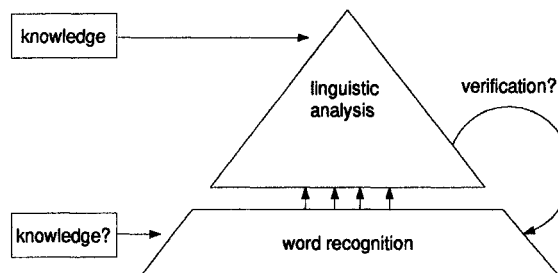 knowledge
linguistic
analysis
verification?
knowledge?
word recognition